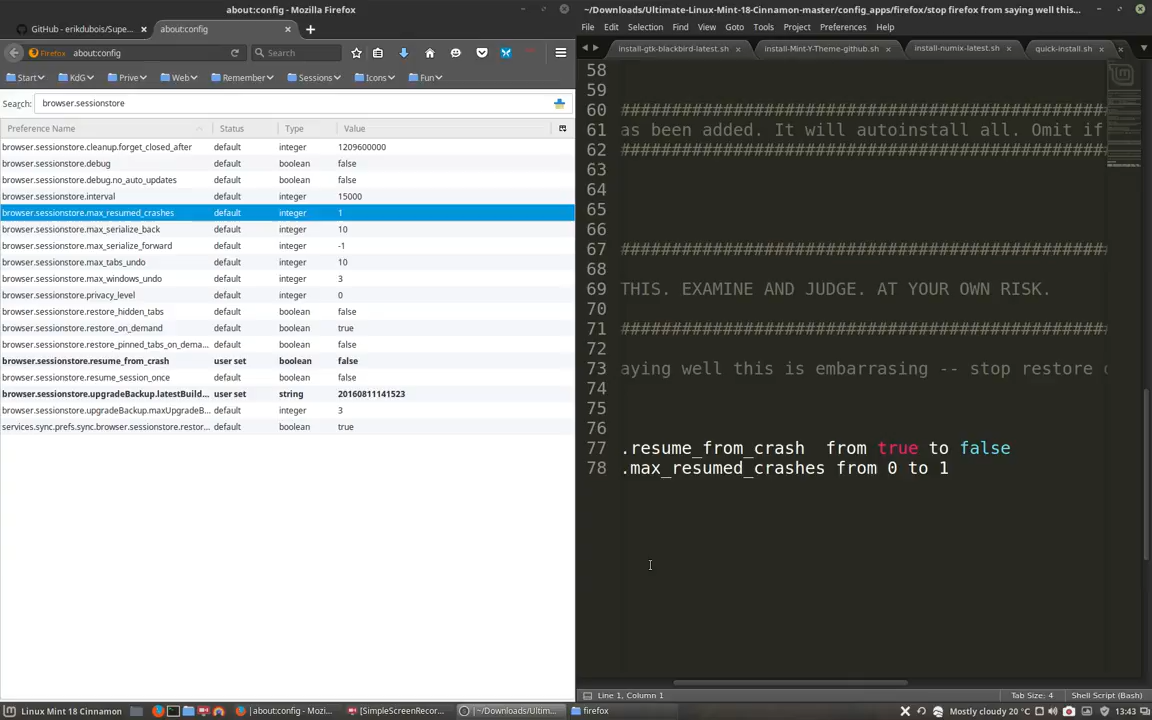 about:config - Mozilla Firefox
GitHub - erikdubois/Supe...
about:config
Firefox
about:config
Search
Start
KdG
Prive
Web
Remember
Sessions
Icons
Fun
Search:
browser.sessionstore
Preference Name Status Type Value
browser.sessionstore.cleanup.forget_closed_after default integer 1209600000
browser.sessionstore.debug default boolean false
browser.sessionstore.debug.no_auto_updates default boolean false
browser.sessionstore.interval default integer 15000
browser.sessionstore.max_resumed_crashes default integer 1
browser.sessionstore.max_serialize_back default integer 10
browser.sessionstore.max_serialize_forward default integer -1
browser.sessionstore.max_tabs_undo default integer 10
browser.sessionstore.max_windows_undo default integer 3
browser.sessionstore.privacy_level default integer 0
browser.sessionstore.restore_hidden_tabs default boolean false
browser.sessionstore.restore_on_demand default boolean true
browser.sessionstore.restore_pinned_tabs_on_dema... default boolean false
browser.sessionstore.resume_from_crash user set boolean false
browser.sessionstore.resume_session_once default boolean false
browser.sessionstore.upgradeBackup.latestBuild... user set string 20160811141523
browser.sessionstore.upgradeBackup.maxUpgradeB... default integer 3
services.sync.prefs.sync.browser.sessionstore.restor... default boolean true
~/Downloads/Ultimate-Linux-Mint-18-Cinnamon-master/config_apps/firefox/stop firefox from saying well this...
File Edit Selection Find View Goto Tools Project Preferences Help
install-gtk-blackbird-latest.sh
install-Mint-Y-Theme-github.sh
install-numix-latest.sh
quick-install.sh
58
59
60 ################################################
61 as been added. It will autoinstall all. Omit if
62 ################################################
63
64
65
66
67 ################################################
68
69 THIS. EXAMINE AND JUDGE. AT YOUR OWN RISK.
70
71 ################################################
72
73 aying well this is embarrasing -- stop restore
74
75
76
77 .resume_from_crash  from true to false
78 .max_resumed_crashes from 0 to 1
Line 1, Column 1
Tab Size: 4
Shell Script (Bash)
Linux Mint 18 Cinnamon
about:config - Mozi...
[SimpleScreenRecor...
~/Downloads/Ultim...
firefox
Mostly cloudy 20 °C
13:43